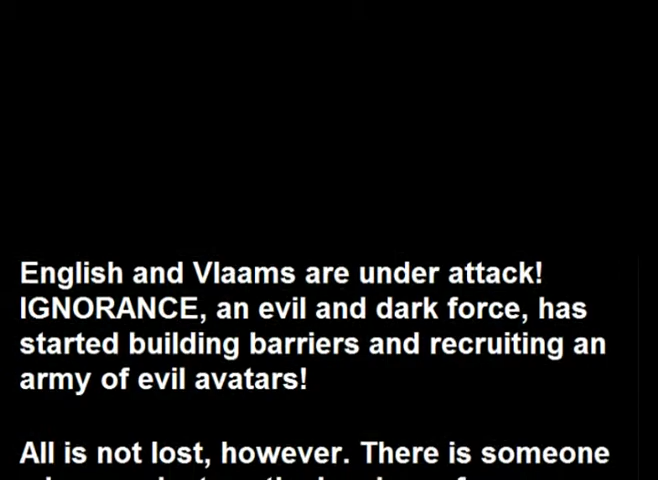 English and Vlaams are under attack!
IGNORANCE, an evil and dark force, has
started building barriers and recruiting an
army of evil avatars!
All is not lost, however. There is someone